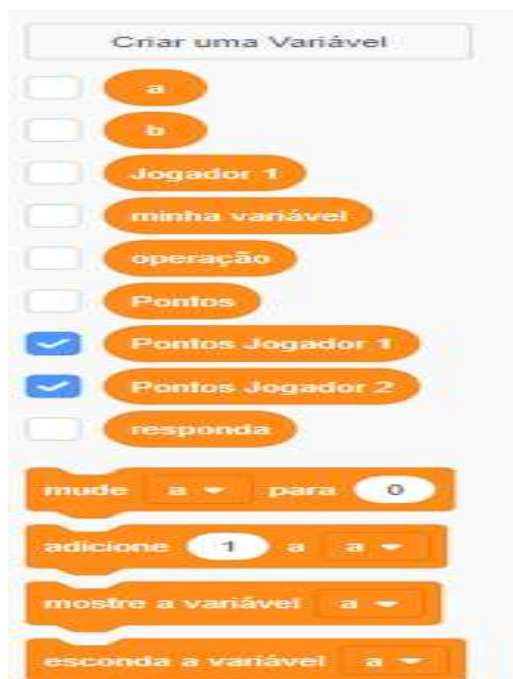 Criar uma Variável
a
b
Jogador 1
minha variável
operação
Pontos
Pontos Jogador 1
Pontos Jogador 2
responda
mude a para 0
adicione 1 a a
mostre a variável a
esconda a variável a